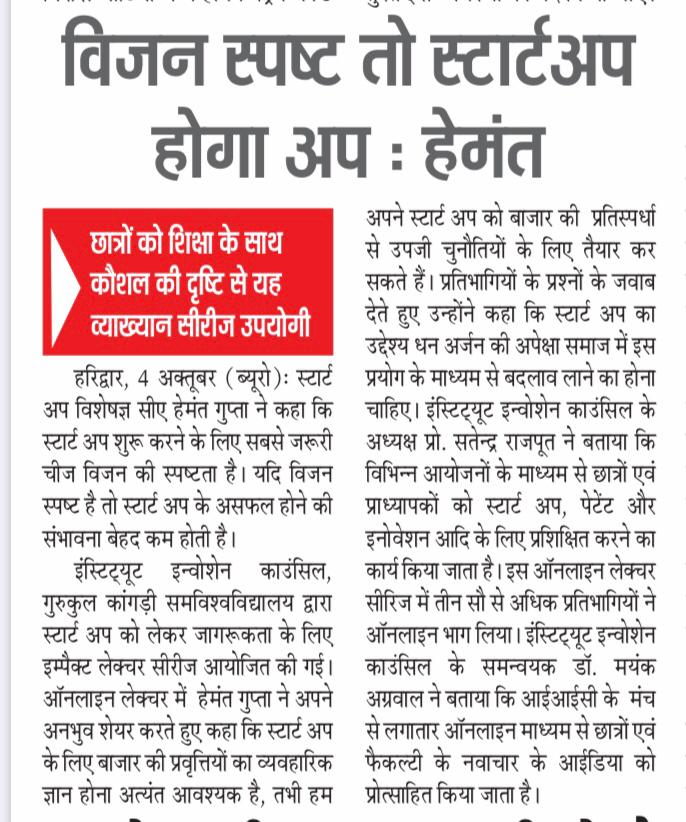 विजन स्पष्ट तो स्टार्टअप
होगा अप : हेमंत
छात्रों को शिक्षा के साथ
कौशल की दृष्टि से यह
व्याख्यान सीरीज उपयोगी
हरिद्वार, 4 अक्तूबर (ब्यूरो): स्टार्ट
अप विशेषज्ञ सीए हेमंत गुप्ता ने कहा कि
स्टार्ट अप शुरू करने के लिए सबसे जरूरी
चीज विजन की स्पष्टता है। यदि विजन
स्पष्ट है तो स्टार्ट अप के असफल होने की
संभावना बेहद कम होती है।
इंस्टिट्यूट इन्वोशेन काउंसिल,
गुरुकुल कांगड़ी समविश्वविद्यालय द्वारा
स्टार्ट अप को लेकर जागरूकता के लिए
इम्पैक्ट लेक्चर सीरीज आयोजित की गई।
ऑनलाइन लेक्चर में हेमंत गुप्ता ने अपने
अनभुव शेयर करते हुए कहा कि स्टार्ट अप
के लिए बाजार की प्रवृत्तियों का व्यवहारिक
ज्ञान होना अत्यंत आवश्यक है, तभी हम
अपने स्टार्ट अप को बाजार की प्रतिस्पर्धा
से उपजी चुनौतियों के लिए तैयार कर
सकते हैं। प्रतिभागियों के प्रश्नों के जवाब
देते हुए उन्होंने कहा कि स्टार्ट अप का
उद्देश्य धन अर्जन की अपेक्षा समाज में इस
प्रयोग के माध्यम से बदलाव लाने का होना
चाहिए। इंस्टिट्यूट इन्वोशेन काउंसिल के
अध्यक्ष प्रो. सतेन्द्र राजपूत ने बताया कि
विभिन्न आयोजनों के माध्यम से छात्रों एवं
प्राध्यापकों को स्टार्ट अप, पेटेंट और
इनोवेशन आदि के लिए प्रशिक्षित करने का
कार्य किया जाता है। इस ऑनलाइन लेक्चर
सीरिज में तीन सौ से अधिक प्रतिभागियों ने
ऑनलाइन भाग लिया। इंस्टिट्यूट इन्वोशेन
काउंसिल के समन्वयक डॉ. मयंक
अग्रवाल ने बताया कि आईआईसी के मंच
से लगातार ऑनलाइन माध्यम से छात्रों एवं
फैकल्टी के नवाचार के आईडिया को
प्रोत्साहित किया जाता है।